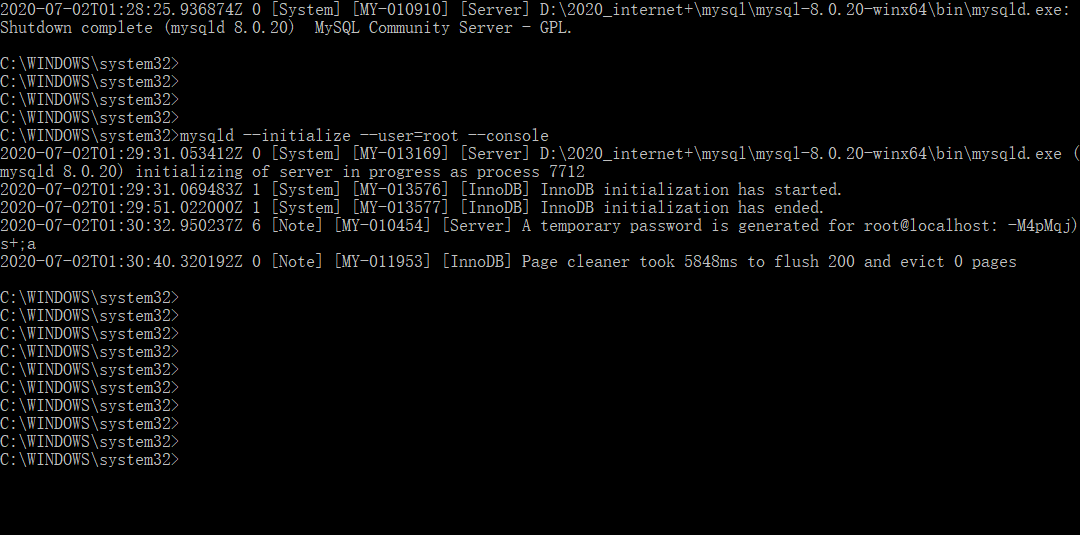 2020-07-02T01:28:25.936874Z 0 [System] [MY-010910] [Server] D:\2020_internet+\mysql\mysql-8.0.20-winx64\bin\mysqld.exe:
Shutdown complete (mysqld 8.0.20)  MySQL Community Server - GPL.
C:\WINDOWS\system32>
C:\WINDOWS\system32>
C:\WINDOWS\system32>
C:\WINDOWS\system32>
C:\WINDOWS\system32>mysqld --initialize --user=root --console
2020-07-02T01:29:31.053412Z 0 [System] [MY-013169] [Server] D:\2020_internet+\mysql\mysql-8.0.20-winx64\bin\mysqld.exe (
mysqld 8.0.20) initializing of server in progress as process 7712
2020-07-02T01:29:31.069483Z 1 [System] [MY-013576] [InnoDB] InnoDB initialization has started.
2020-07-02T01:29:51.022000Z 1 [System] [MY-013577] [InnoDB] InnoDB initialization has ended.
2020-07-02T01:30:32.950237Z 6 [Note] [MY-010454] [Server] A temporary password is generated for root@localhost: -M4pMqj)
s+;a
2020-07-02T01:30:40.320192Z 0 [Note] [MY-011953] [InnoDB] Page cleaner took 5848ms to flush 200 and evict 0 pages
C:\WINDOWS\system32>
C:\WINDOWS\system32>
C:\WINDOWS\system32>
C:\WINDOWS\system32>
C:\WINDOWS\system32>
C:\WINDOWS\system32>
C:\WINDOWS\system32>
C:\WINDOWS\system32>
C:\WINDOWS\system32>
C:\WINDOWS\system32>